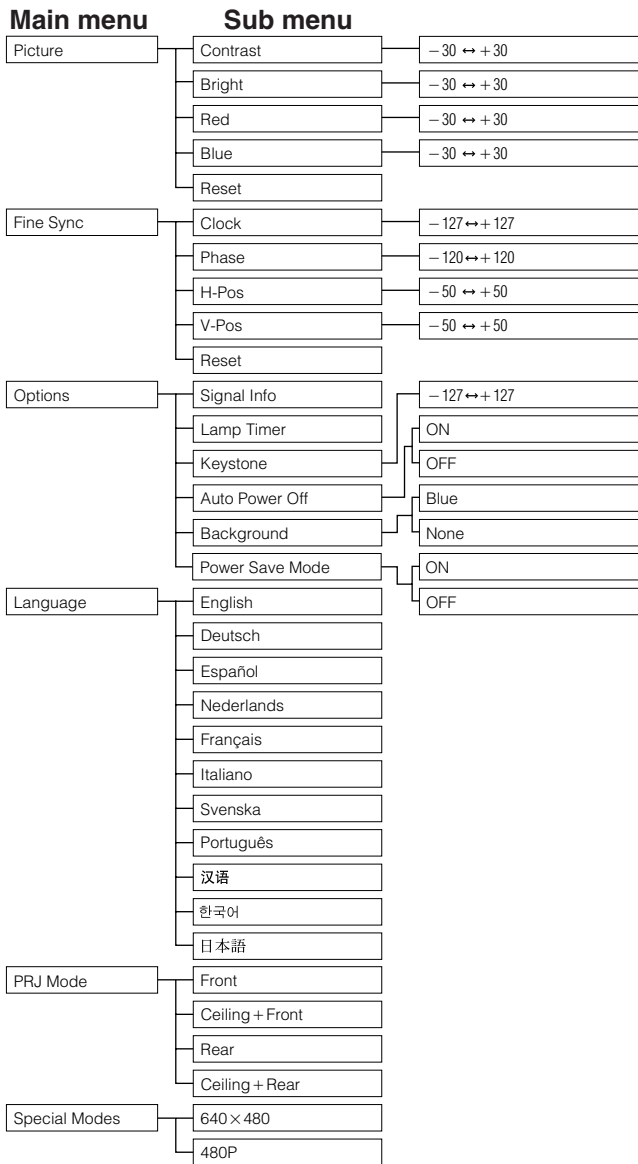 Main menu Sub menu
Picture Contrast −30 ↔ +30
Bright −30 ↔ +30
Red −30 ↔ +30
Blue −30 ↔ +30
Reset
Fine Sync Clock −127↔+127
Phase −120↔+120
H-Pos −50 ↔ +50
V-Pos −50 ↔ +50
Reset
Options Signal Info −127↔+127
Lamp Timer ON
Keystone OFF
Auto Power Off Blue
Background None
Power Save Mode ON
Language English OFF
Deutsch
Español
Nederlands
Français
Italiano
Svenska
Português
汉语
한국어
日本語
PRJ Mode Front
Ceiling+Front
Rear
Ceiling+Rear
Special Modes 640×480
480P